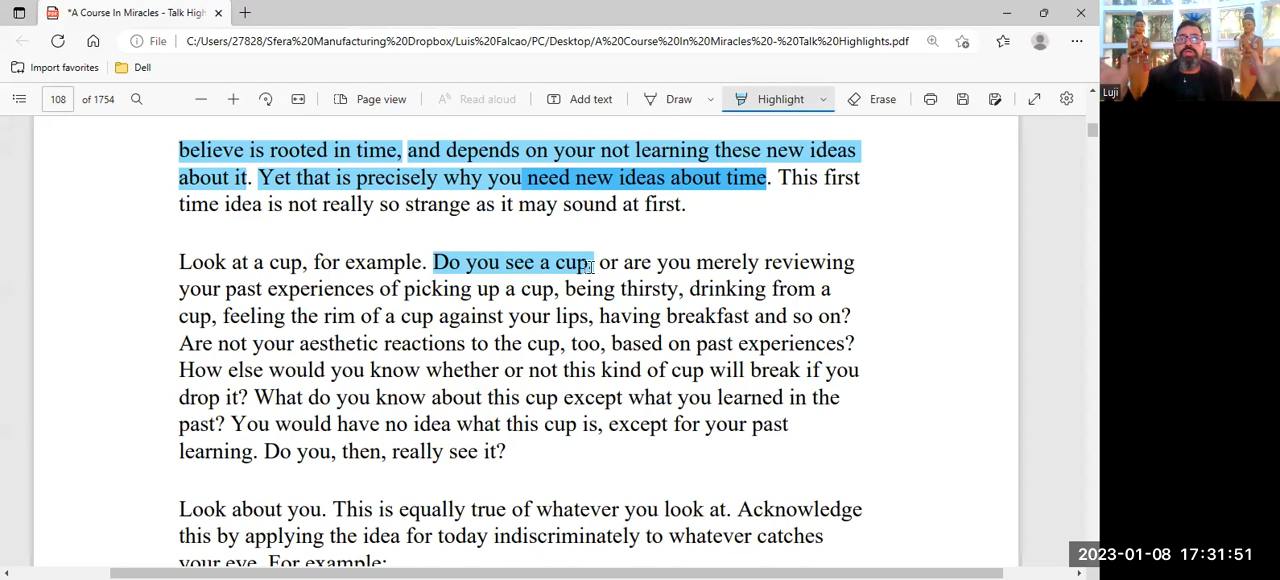 *A Course In Miracles - Talk High
File
C:/Users/27828/Sfera%20Manufacturing%20Dropbox/Luis%20Falcao/PC/Desktop/A%20Course%20In%20Miracles%20-%20Talk%20Highlights.pdf
Import favorites
Dell
108 of 1754
Page view
Read aloud
Add text
Draw
Highlight
Erase
Luji
believe is rooted in time, and depends on your not learning these new ideas
about it. Yet that is precisely why you need new ideas about time. This first
time idea is not really so strange as it may sound at first.
Look at a cup, for example. Do you see a cup, or are you merely reviewing
your past experiences of picking up a cup, being thirsty, drinking from a
cup, feeling the rim of a cup against your lips, having breakfast and so on?
Are not your aesthetic reactions to the cup, too, based on past experiences?
How else would you know whether or not this kind of cup will break if you
drop it? What do you know about this cup except what you learned in the
past? You would have no idea what this cup is, except for your past
learning. Do you, then, really see it?
Look about you. This is equally true of whatever you look at. Acknowledge
this by applying the idea for today indiscriminately to whatever catches
your eye. For example:
2023-01-08 17:31:51